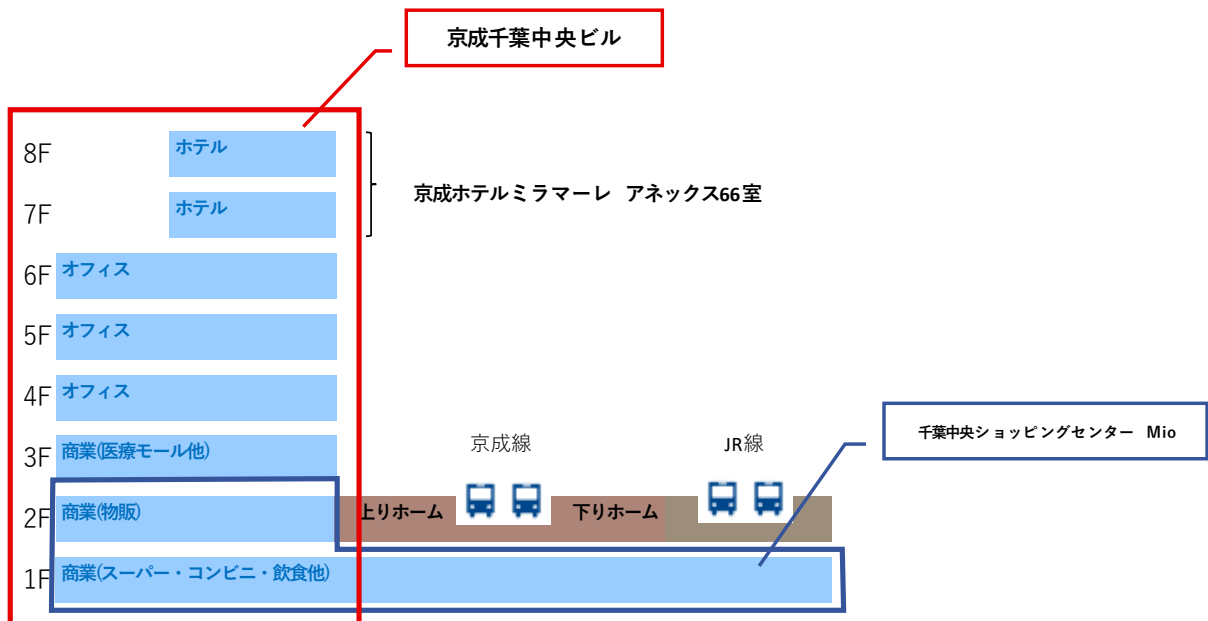 京成千葉中央ビル
8F ホテル
7F ホテル
京成ホテルミラマーレ アネックス66室
6F オフィス
5F オフィス
4F オフィス
3F 商業(医療モール他)
京成線 JR線
千葉中央ショッピングセンター Mio
2F 商業(物販) 上りホーム 下りホーム
1F 商業(スーパー・コンビニ・飲食他)